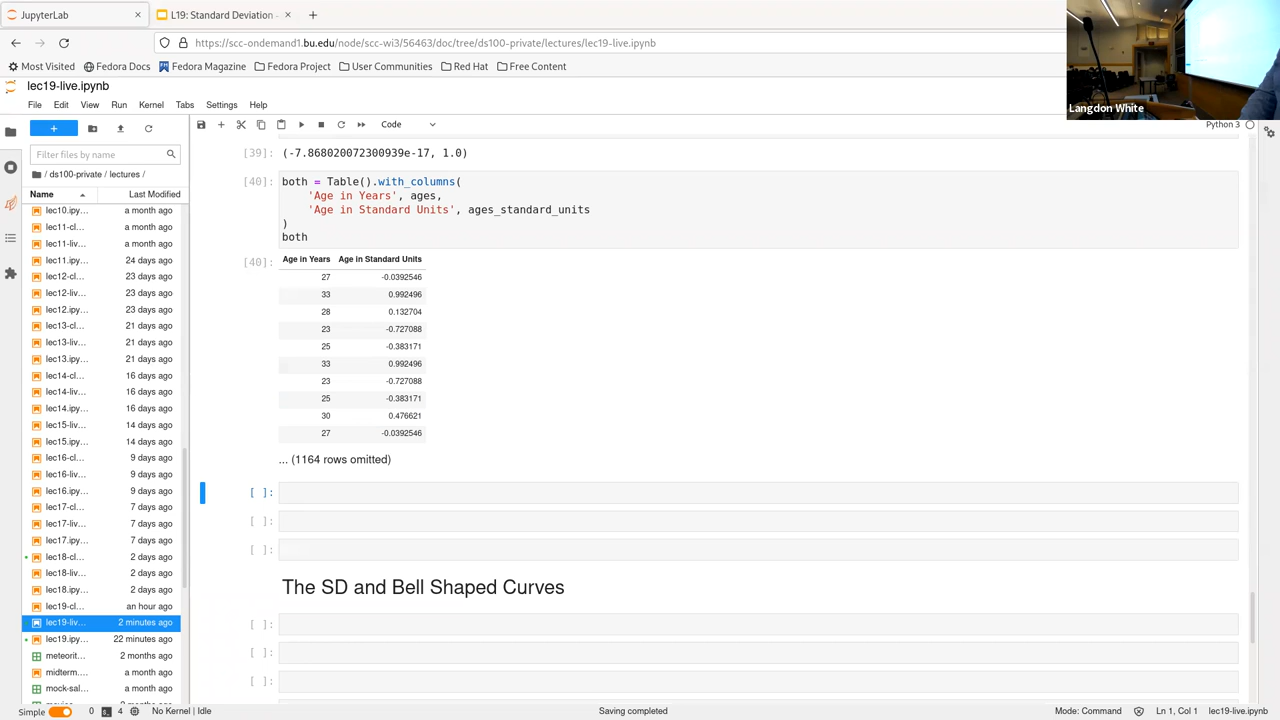 JupyterLab
L19: Standard Deviation -
https://scc-ondemand1.bu.edu/node/scc-wi3/56463/doc/tree/ds100-private/lectures/lec19-live.ipynb
Most Visited
Fedora Docs
Fedora Magazine
Fedora Project
User Communities
Red Hat
Free Content
Langdon White
lec19-live.ipynb
File Edit View Run Kernel Tabs Settings Help
Code
Python 3
Filter files by name
/ ds100-private / lectures /
Name Last Modified
lec10.ipy... a month ago
lec11-cl... a month ago
lec11-liv... a month ago
lec11.ipy... 24 days ago
lec12-cl... 23 days ago
lec12-liv... 23 days ago
lec12.ipy... 23 days ago
lec13-cl... 21 days ago
lec13-liv... 21 days ago
lec13.ipy... 21 days ago
lec14-cl... 16 days ago
lec14-liv... 16 days ago
lec14.ipy... 16 days ago
lec15-liv... 14 days ago
lec15.ipy... 14 days ago
lec16-cl... 9 days ago
lec16-liv... 9 days ago
lec16.ipy... 9 days ago
lec17-cl... 7 days ago
lec17-liv... 7 days ago
lec17.ipy... 7 days ago
lec18-cl... 2 days ago
lec18-liv... 2 days ago
lec18.ipy... 2 days ago
lec19-cl... an hour ago
lec19-liv... 2 minutes ago
lec19.ipy... 22 minutes ago
meteorit... 2 months ago
midterm.... a month ago
mock-sal... a month ago
[39]: (-7.868020072300939e-17, 1.0)
[40]: both = Table().with_columns(
'Age in Years', ages,
'Age in Standard Units', ages_standard_units
)
both
[40]: Age in Years Age in Standard Units
27 -0.0392546
33 0.992496
28 0.132704
23 -0.727088
25 -0.383171
33 0.992496
23 -0.727088
25 -0.383171
30 0.476621
27 -0.0392546
... (1164 rows omitted)
[ ]:
[ ]:
[ ]:
The SD and Bell Shaped Curves
[ ]:
[ ]:
[ ]:
Simple 0 4 No Kernel | Idle
Saving completed
Mode: Command
Ln 1, Col 1
lec19-live.ipynb